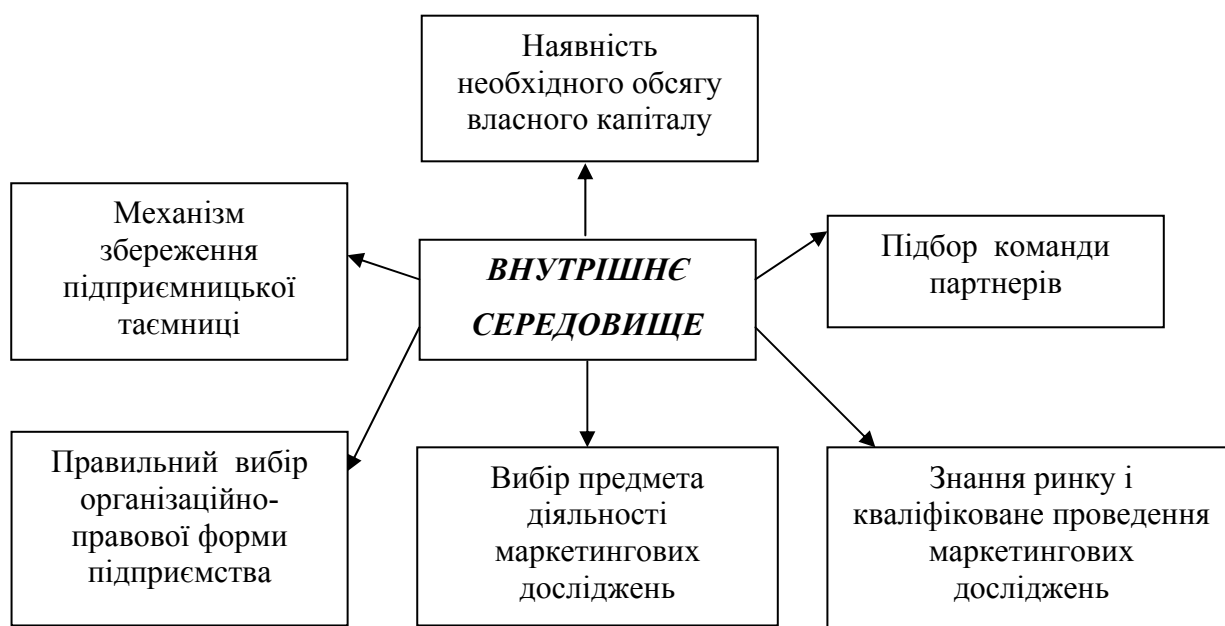 Наявність
необхідного обсягу
власного капіталу
Механізм
збереження
підприємницької
таємниці
ВНУТРІШНЄ
СЕРЕДОВИЩЕ
Підбор команди
партнерів
Правильний вибір
організаційно-
правової форми
підприємства
Вибір предмета
діяльності
маркетингових
досліджень
Знання ринку і
кваліфіковане проведення
маркетингових
досліджень